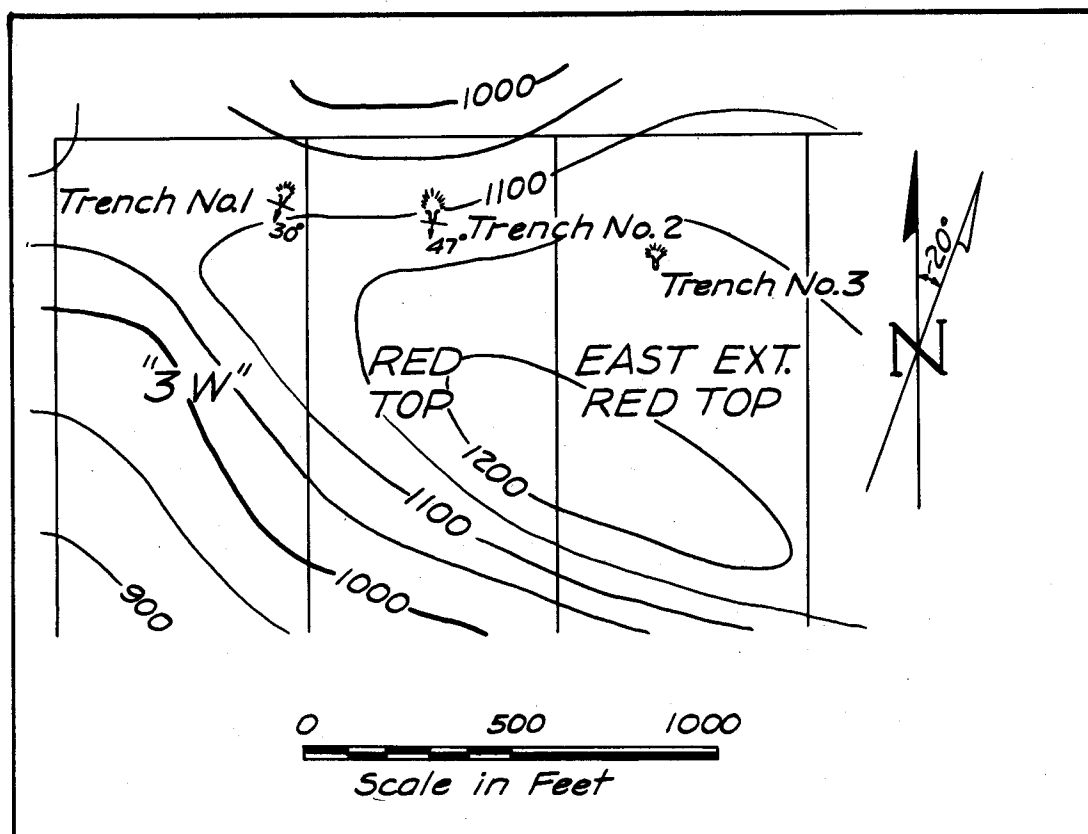 1000
1100
Trench No.1
30°
47°
Trench No. 2
Trench No. 3
20°
N
"3 W"
RED
TOP
EAST EXT.
RED TOP
1200
1100
1000
900
0 500 1000
Scale in Feet